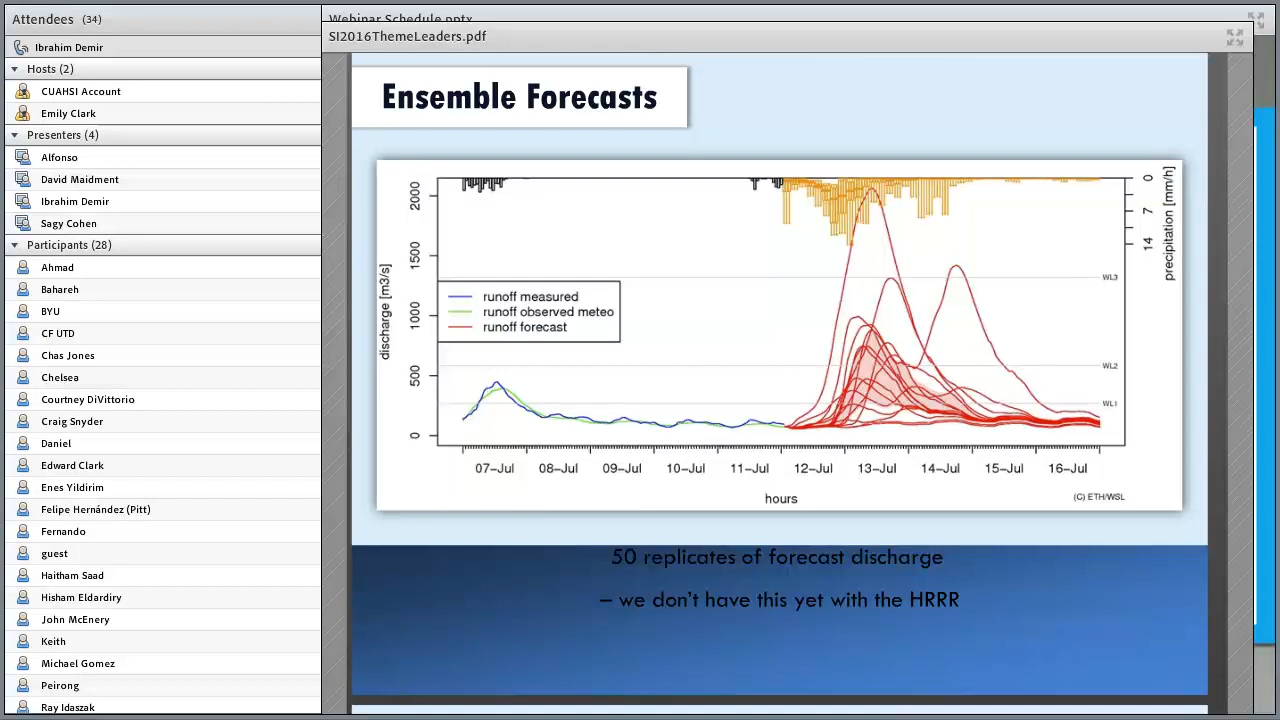 Attendees (34)
Ibrahim Demir
Hosts (2)
CUAHSI Account
Emily Clark
Presenters (4)
Alfonso
David Maidment
Ibrahim Demir
Sagy Cohen
Participants (28)
Ahmad
Bahareh
BYU
CF UTD
Chas Jones
Chelsea
Courtney DiVittorio
Craig Snyder
Daniel
Edward Clark
Enes Yildirim
Felipe Hernández (Pitt)
Fernando
guest
Haitham Saad
Hisham Eldardiry
John McEnery
Keith
Michael Gomez
Peirong
Ray Idaszak
Webinar Schedule.pptx
SI2016ThemeLeaders.pdf
Ensemble Forecasts
discharge [m3/s]
2000
1500
1000
500
0
runoff measured
runoff observed meteo
runoff forecast
0
7
14
precipitation [mm/h]
WL3
WL2
WL1
07-Jul 08-Jul 09-Jul 10-Jul 11-Jul 12-Jul 13-Jul 14-Jul 15-Jul 16-Jul
hours
(C) ETH/WSL
50 replicates of forecast discharge
– we don't have this yet with the HRRR